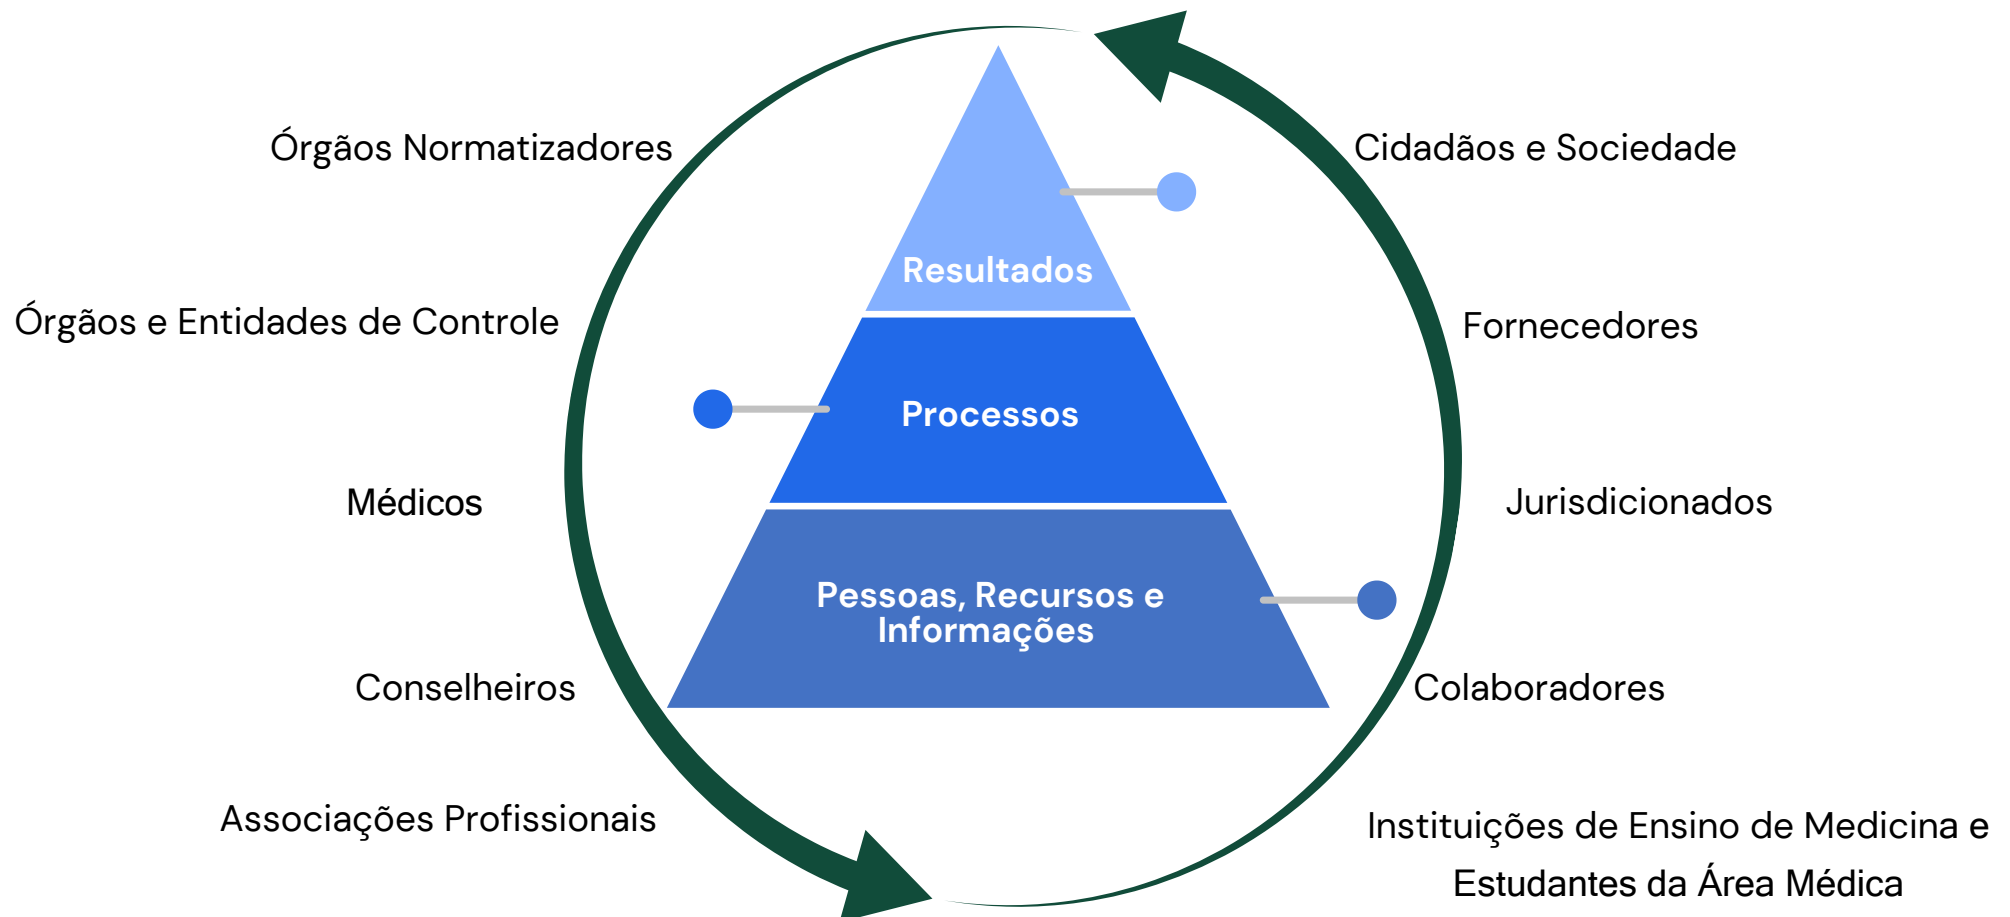 Órgãos Normatizadores
Cidadãos e Sociedade
Resultados
Órgãos e Entidades de Controle
Fornecedores
Processos
Médicos
Jurisdicionados
Pessoas, Recursos e
Informações
Conselheiros
Colaboradores
Associações Profissionais
Instituições de Ensino de Medicina e
Estudantes da Área Médica